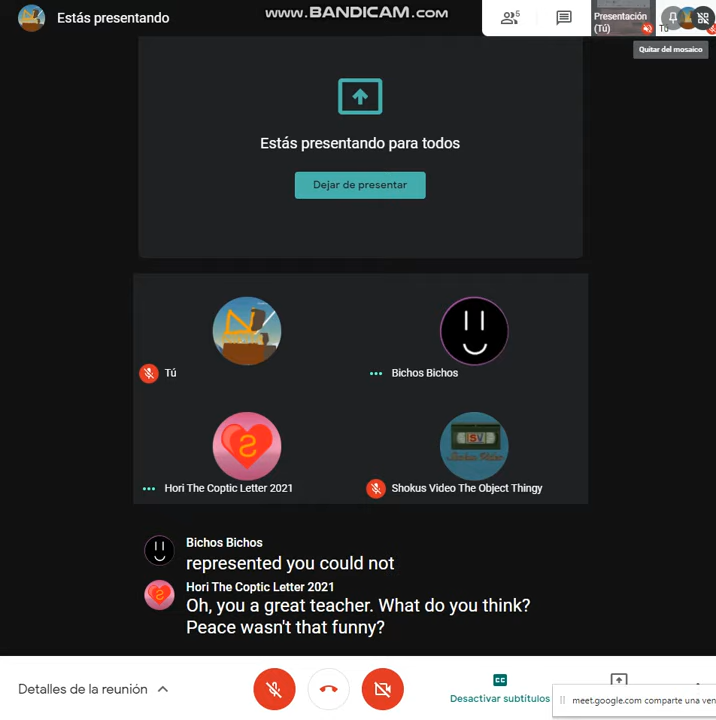 Estás presentando
WWW.BANDICAM.COM
5
Presentación
(Tú)
Tú
Quitar del mosaico
Estás presentando para todos
Dejar de presentar
Tú
Bichos Bichos
SV
Shokus Video
Hori The Coptic Letter 2021
Shokus Video The Object Thingy
Bichos Bichos
represented you could not
Hori The Coptic Letter 2021
Oh, you a great teacher. What do you think?
Peace wasn't that funny?
Detalles de la reunión
CC
Desactivar subtítulos
meet.google.com comparte una ven